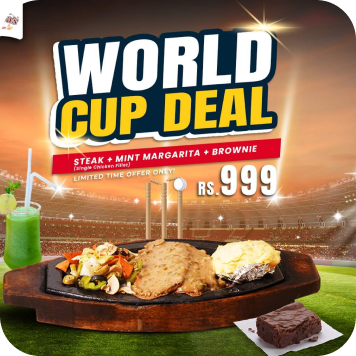 WORLD
CUP DEAL
STEAK + MINT MARGARITA + BROWNIE
(Single Chicken Fillet)
LIMITED TIME OFFER ONLY!
RS. 999